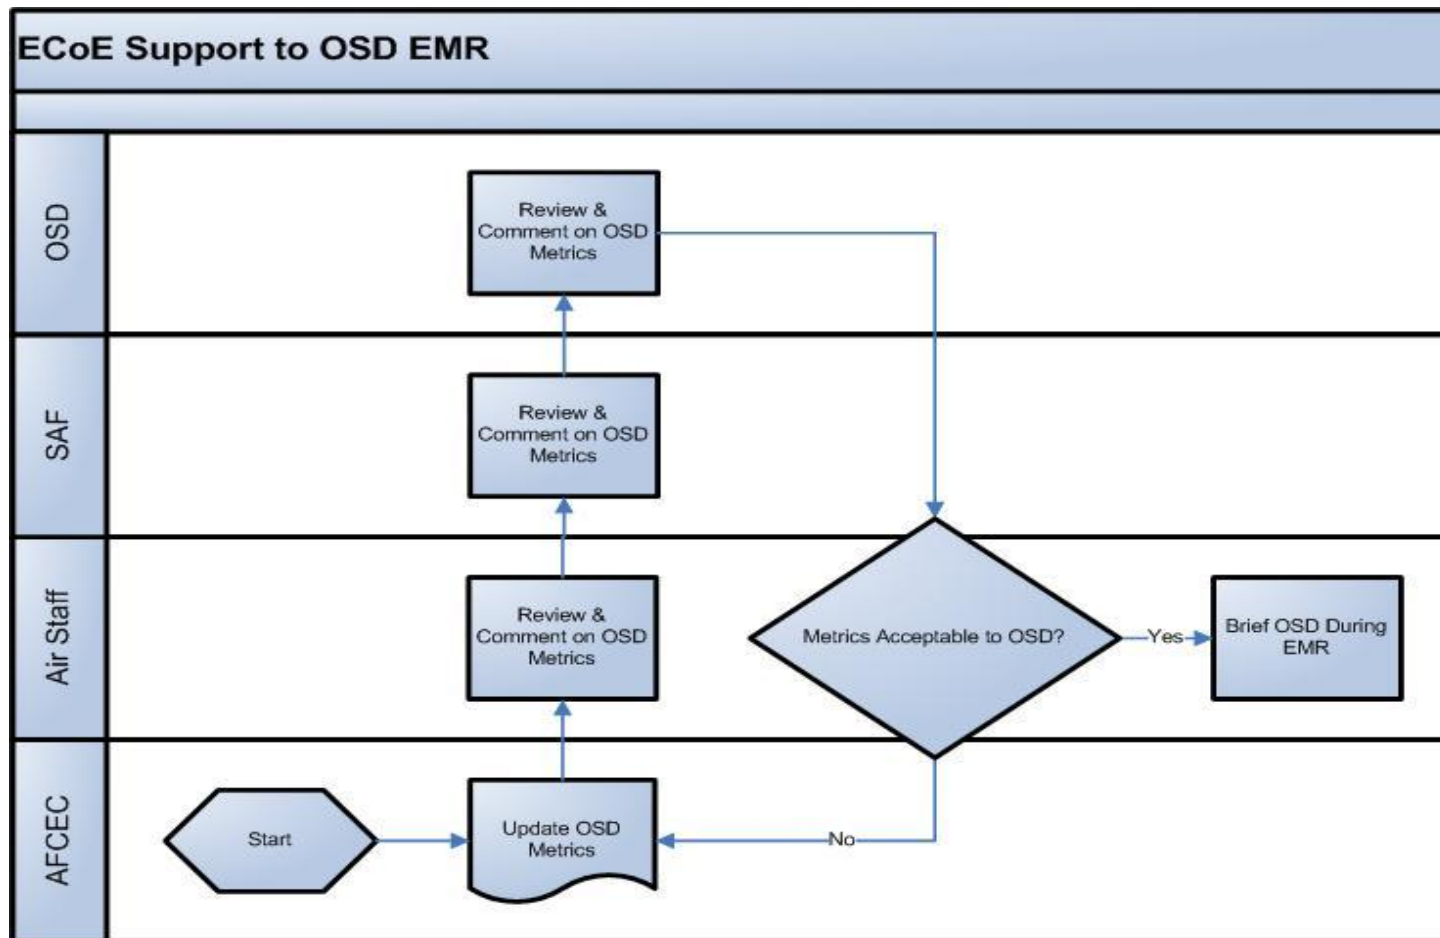 ECoE Support to OSD EMR
OSD
Review &
Comment on OSD
Metrics
SAF
Review &
Comment on OSD
Metrics
Air Staff
Review &
Comment on OSD
Metrics
Metrics Acceptable to OSD?
Yes
Brief OSD During
EMR
AFCEC
Start
Update OSD
Metrics
No